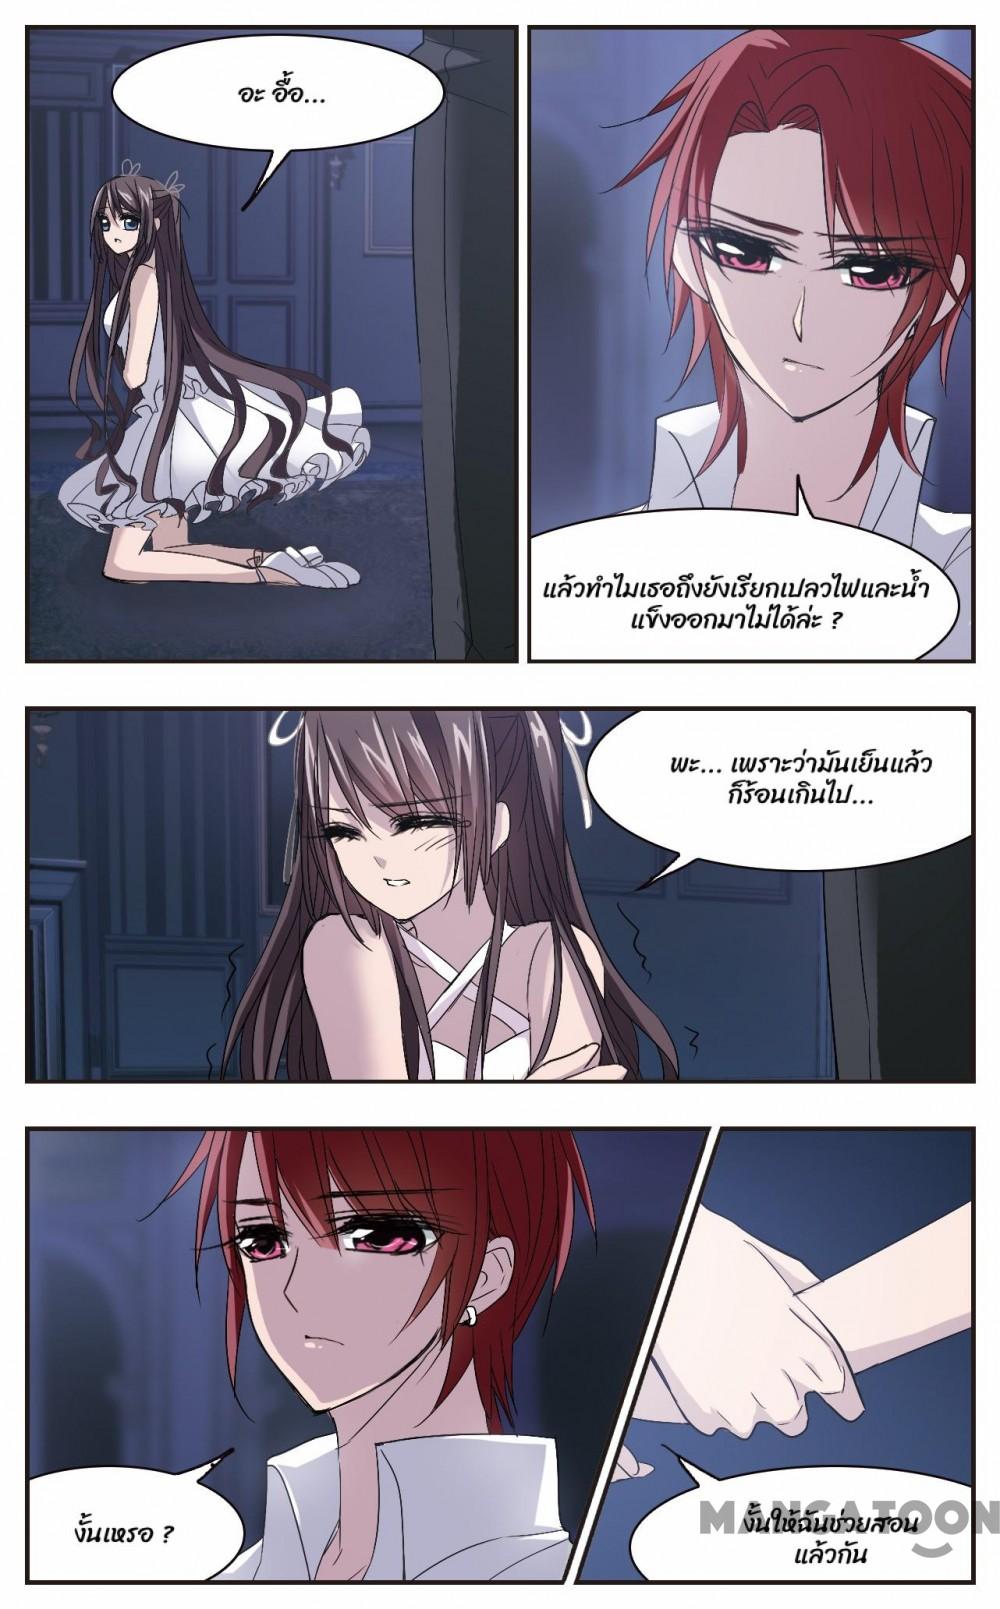 อะ อื้อ...
แล้วทำไมเธอถึงยังเรียกเปลวไฟและน้ำ
แข็งออกมาไม่ได้ล่ะ ?
พะ... เพราะว่ามันเย็นแล้ว
ก็ร้อนเกินไป...
งั้นเหรอ ?
งั้นให้ฉันช่วยสอน
แล้วกัน
MANGATOON